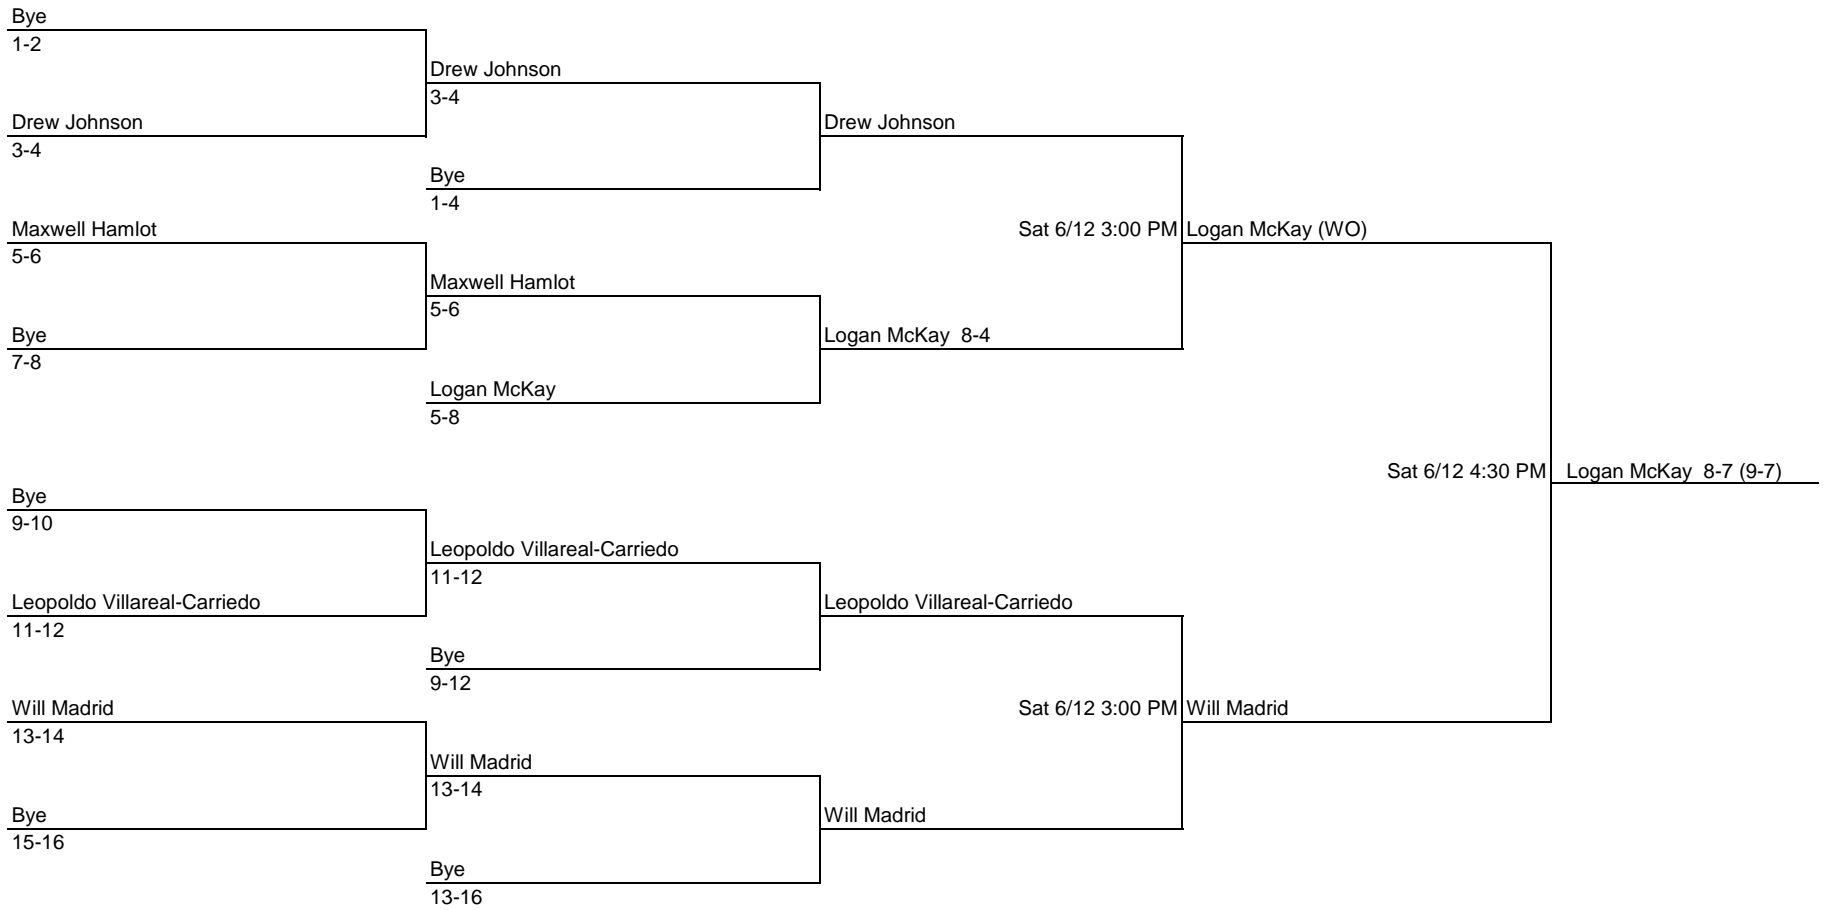 Bye
1-2
Drew Johnson
3-4
Drew Johnson
Drew Johnson
3-4
Bye
1-4
Maxwell Hamlot
Sat 6/12 3:00 PM Logan McKay (WO)
5-6
Maxwell Hamlot
5-6
Bye
Logan McKay  8-4
7-8
Logan McKay
5-8
Sat 6/12 4:30 PM Logan McKay  8-7 (9-7)
Bye
9-10
Leopoldo Villareal-Carriedo
11-12
Leopoldo Villareal-Carriedo
Leopoldo Villareal-Carriedo
11-12
Bye
9-12
Will Madrid
Sat 6/12 3:00 PM Will Madrid
13-14
Will Madrid
13-14
Bye
Will Madrid
15-16
Bye
13-16